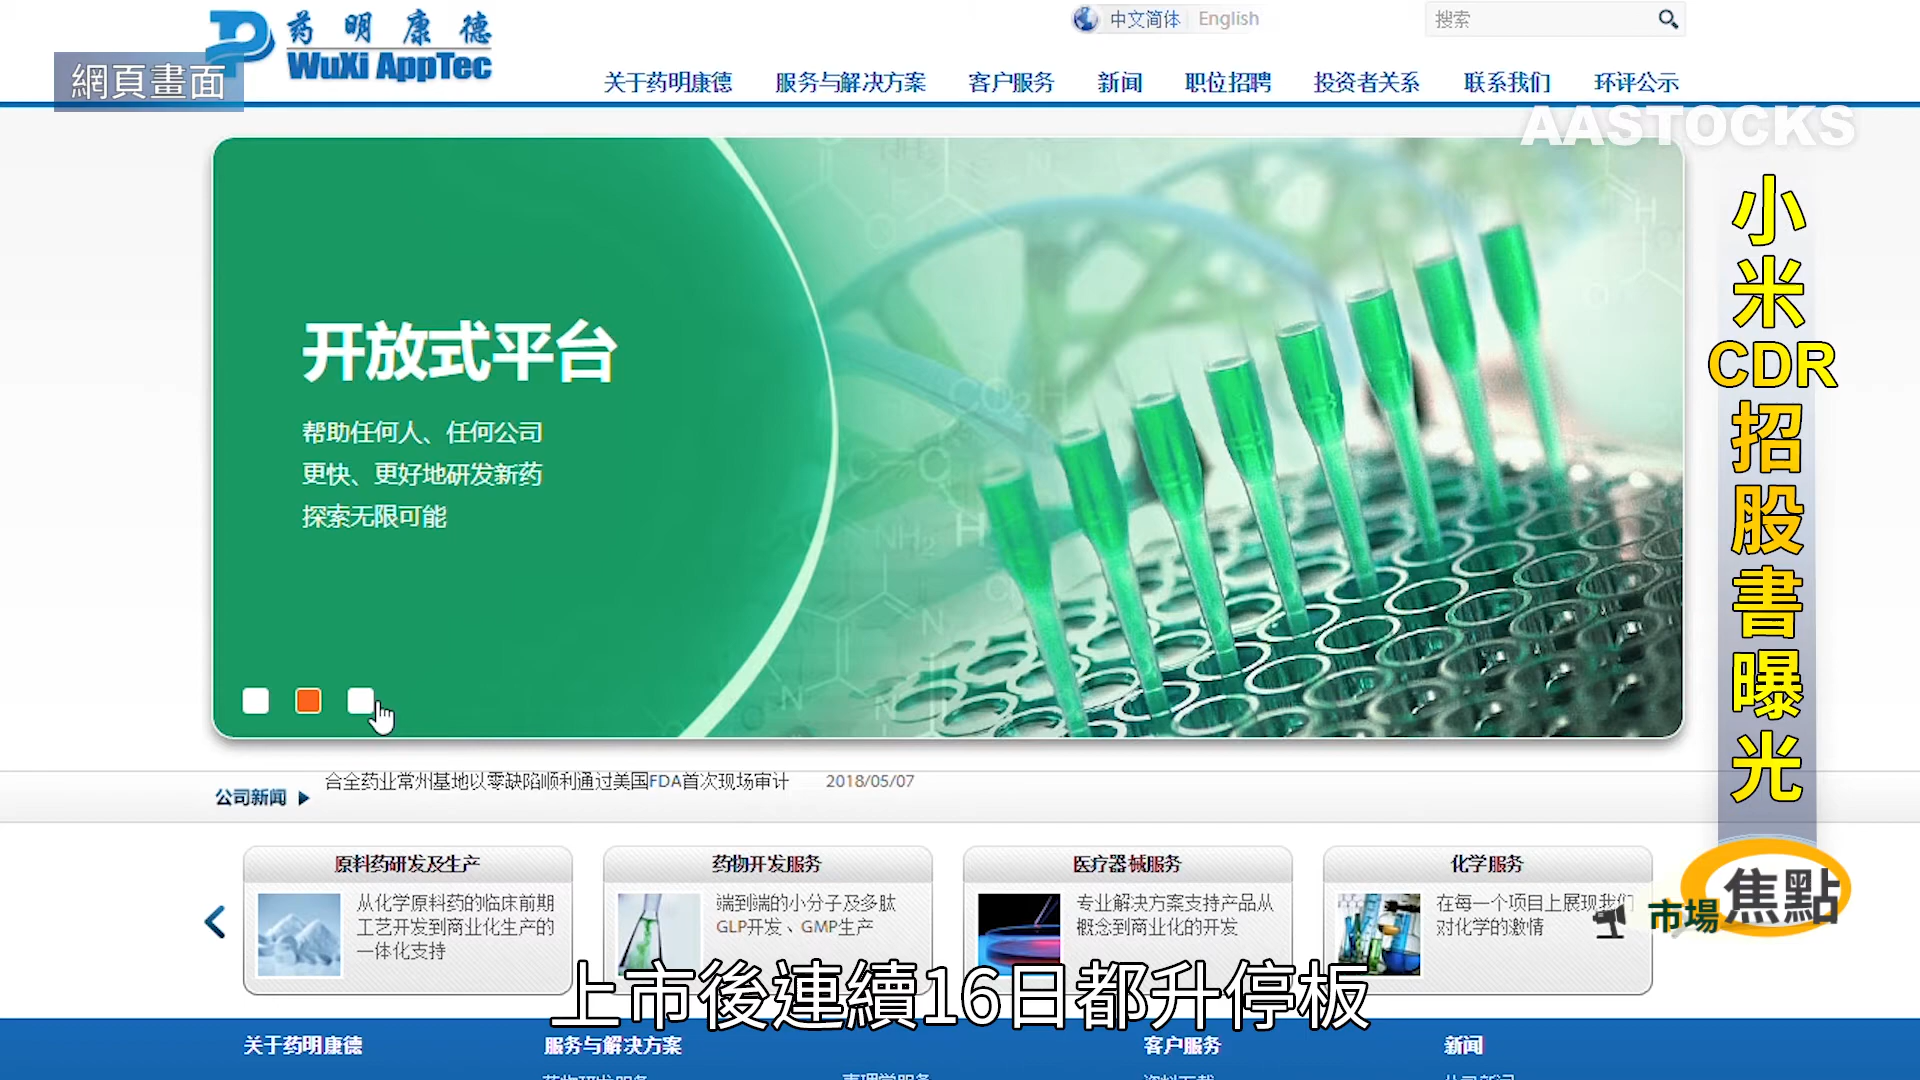 药明康德
WuXi AppTec
中文简体
English
搜索
網頁畫面
关于药明康德
服务与解决方案
客户服务
新闻
职位招聘
投资者关系
联系我们
环评公示
AASTOCKS
小米CDR招股書曝光
开放式平台
帮助任何人、任何公司
更快、更好地研发新药
探索无限可能
公司新闻
合全药业常州基地以零缺陷顺利通过美国FDA首次现场审计
2018/05/07
原料药研发及生产
从化学原料药的临床前期
工艺开发到商业化生产的
一体化支持
药物开发服务
端到端的小分子及多肽
GLP开发、GMP生产
医疗器械服务
专业解决方案支持产品从
概念到商业化的开发
化学服务
在每一个项目上展现我们
对化学的激情
市場焦點
上市後連續16日都升停板
关于药明康德
服务与解决方案
客户服务
新闻